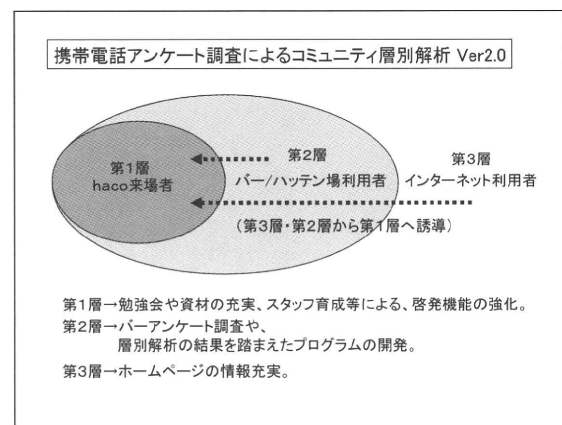 携帯電話アンケート調査によるコミュニティ層別解析 Ver2.0
第1層
haco来場者
第2層
バー/ハッテン場利用者
第3層
インターネット利用者
(第3層・第2層から第1層へ誘導)
第1層→勉強会や資材の充実、スタッフ育成等による、啓発機能の強化。
第2層→バーアンケート調査や、
層別解析の結果を踏まえたプログラムの開発。
第3層→ホームページの情報充実。